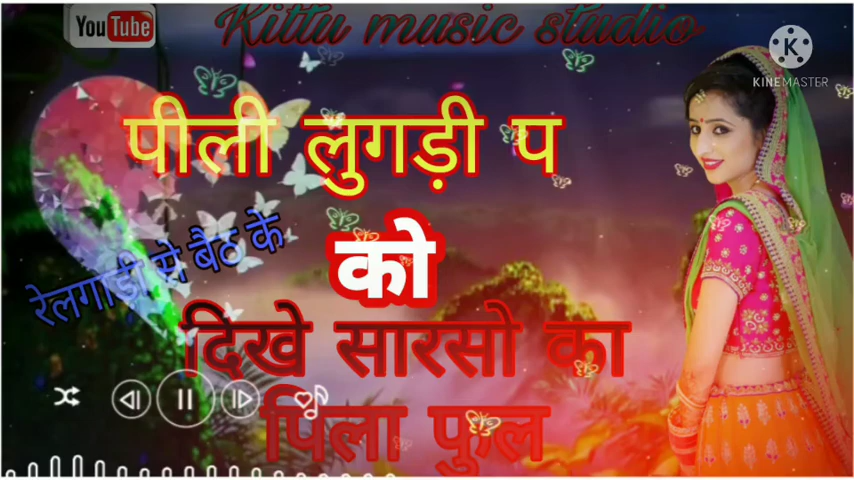 YouTube
Kittu music studio
K
KINEMASTER
पीली लुगड़ी प
रेलगाड़ी से बैठ के
को
दिखे सारसो का
पिला फुल